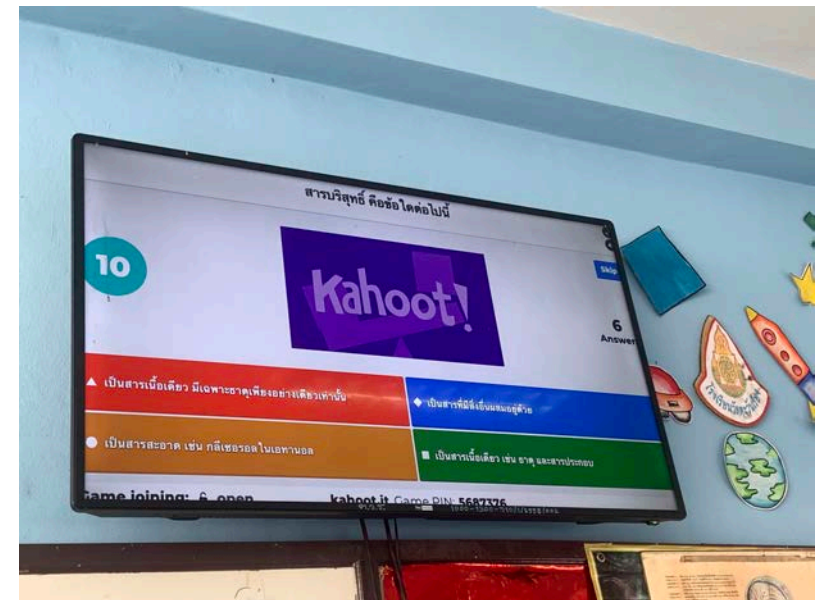 สารบริสุทธิ์ คือข้อใดต่อไปนี้
10
Kahoot!
Skip
6
Answer
▲ เป็นสารเนื้อเดียว มีเฉพาะธาตุเพียงอย่างเดียวเท่านั้น
◆ เป็นสารที่มีสิ่งอื่นผสมอยู่ด้วย
● เป็นสารสะอาด เช่น กลีเซอรอลในเอทานอล
■ เป็นสารเนื้อเดียว เช่น ธาตุ และสารประกอบ
Game joining: open
kahoot.it Game PIN: 5687376